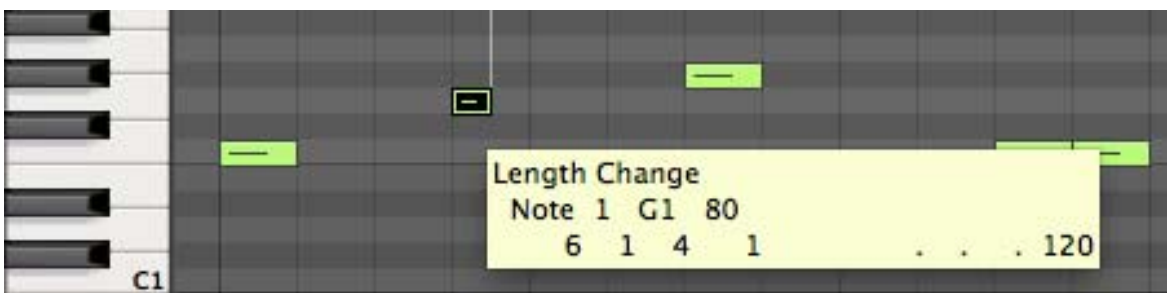 Length Change
Note 1 G1 80
6 1 4 1 . . . 120
C1